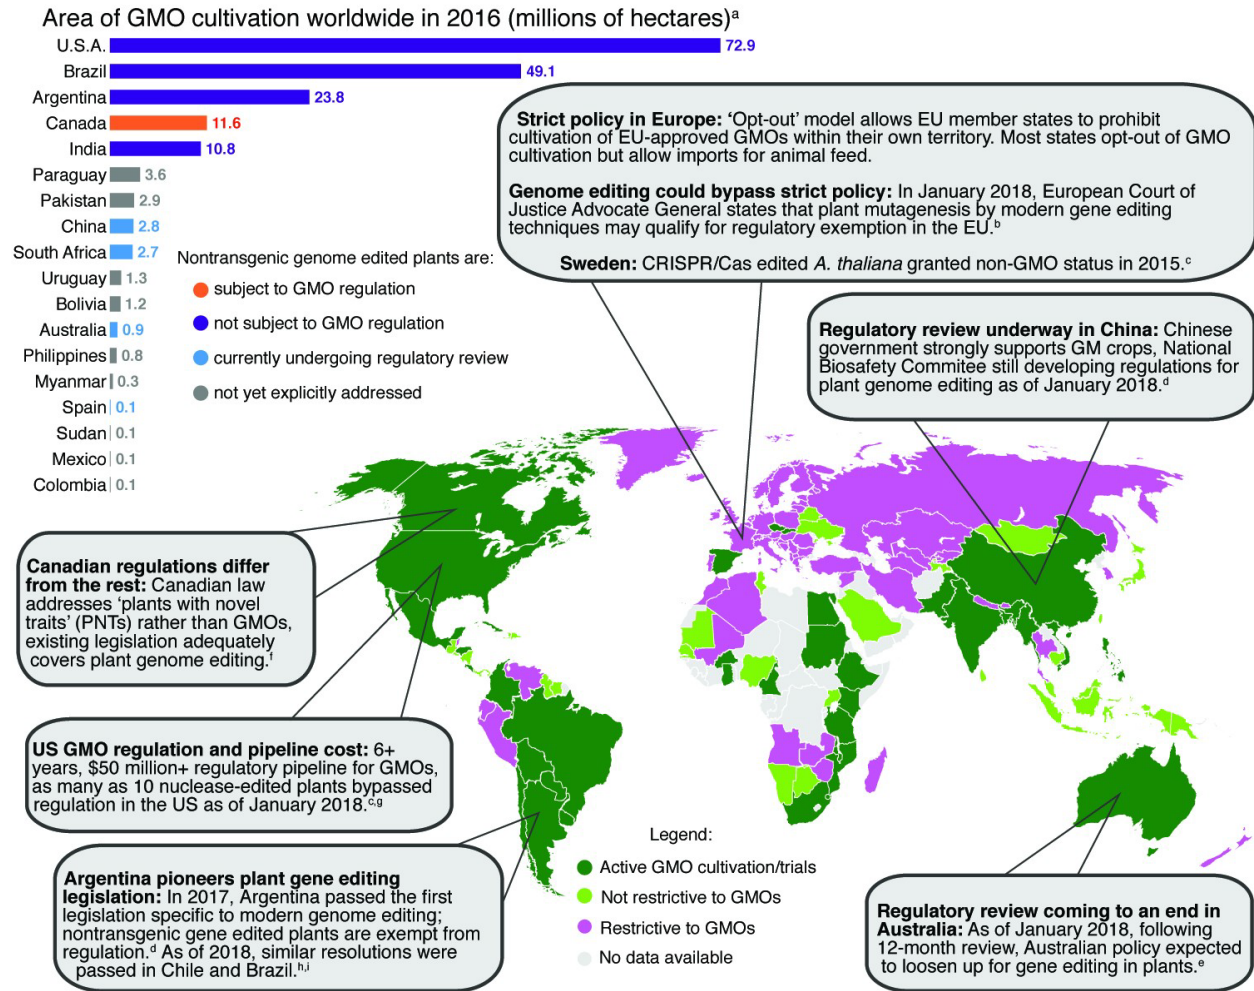 Area of GMO cultivation worldwide in 2016 (millions of hectares)ᵃ
U.S.A. 72.9
Brazil 49.1
Argentina 23.8
Canada 11.6
India 10.8
Paraguay 3.6
Pakistan 2.9
China 2.8
South Africa 2.7
Uruguay 1.3
Bolivia 1.2
Australia 0.9
Philippines 0.8
Myanmar 0.3
Spain 0.1
Sudan 0.1
Mexico 0.1
Colombia 0.1
Nontransgenic genome edited plants are:
subject to GMO regulation
not subject to GMO regulation
currently undergoing regulatory review
not yet explicitly addressed
Strict policy in Europe: ‘Opt-out’ model allows EU member states to prohibit
cultivation of EU-approved GMOs within their own territory. Most states opt-out of GMO
cultivation but allow imports for animal feed.
Genome editing could bypass strict policy: In January 2018, European Court of
Justice Advocate General states that plant mutagenesis by modern gene editing
techniques may qualify for regulatory exemption in the EU.ᵇ
Sweden: CRISPR/Cas edited A. thaliana granted non-GMO status in 2015.ᶜ
Regulatory review underway in China: Chinese
government strongly supports GM crops, National
Biosafety Commitee still developing regulations for
plant genome editing as of January 2018.ᵈ
Canadian regulations differ
from the rest: Canadian law
addresses ‘plants with novel
traits’ (PNTs) rather than GMOs,
existing legislation adequately
covers plant genome editing.ᶠ
US GMO regulation and pipeline cost: 6+
years, $50 million+ regulatory pipeline for GMOs,
as many as 10 nuclease-edited plants bypassed
regulation in the US as of January 2018.ᶜ,ᵍ
Argentina pioneers plant gene editing
legislation: In 2017, Argentina passed the first
legislation specific to modern genome editing;
nontransgenic gene edited plants are exempt from
regulation.ᵈ As of 2018, similar resolutions were
passed in Chile and Brazil.ʰ,ⁱ
Legend:
Active GMO cultivation/trials
Not restrictive to GMOs
Restrictive to GMOs
No data available
Regulatory review coming to an end in
Australia: As of January 2018, following
12-month review, Australian policy expected
to loosen up for gene editing in plants.ᵉ